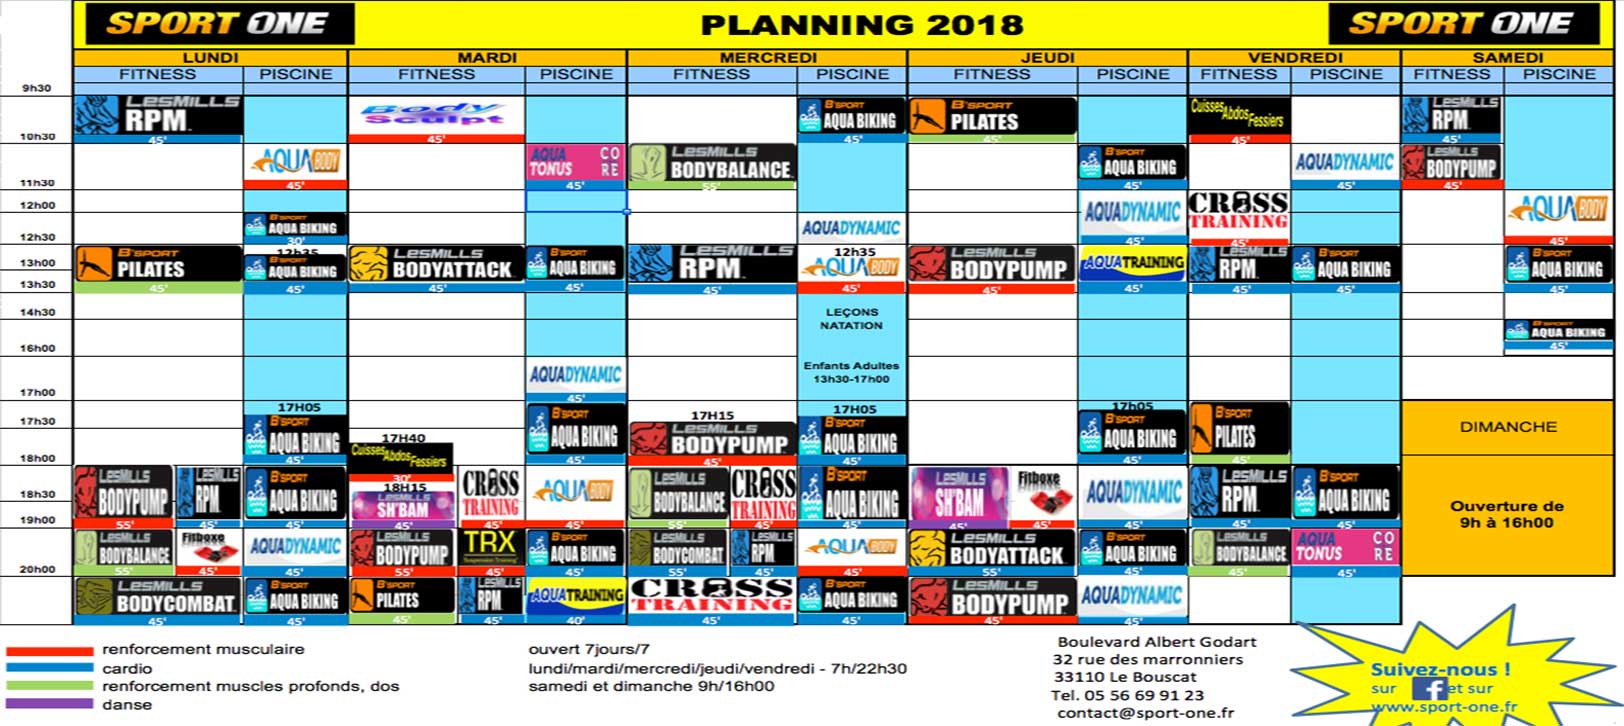 SPORT ONE PLANNING 2018 SPORT ONE
LUNDI MARDI MERCREDI JEUDI VENDREDI SAMEDI
FITNESS PISCINE FITNESS PISCINE FITNESS PISCINE FITNESS PISCINE FITNESS PISCINE FITNESS PISCINE
9h30
LESMILLS RPM 45'
Body Sculpt 45'
B'SPORT AQUA BIKING 45'
B'SPORT PILATES 45'
Cuisses Abdos Fessiers 45'
LESMILLS RPM 45'
10h30
AQUA BODY 45'
AQUA TONUS CORE 45'
LESMILLS BODYBALANCE 55'
B'SPORT AQUA BIKING 45'
AQUADYNAMIC 45'
LESMILLS BODYPUMP 45'
11h30
12h00
B'SPORT AQUA BIKING 30'
AQUADYNAMIC
AQUADYNAMIC 45'
CROSS TRAINING 45'
AQUA BODY 45'
12h30
B'SPORT PILATES 45'
12h35 AQUA BIKING 45'
LESMILLS BODYATTACK 45'
B'SPORT AQUA BIKING 45'
LESMILLS RPM 45'
12h35 AQUA BODY 45'
LESMILLS BODYPUMP 45'
AQUATRAINING 45'
LESMILLS RPM 45'
B'SPORT AQUA BIKING 45'
B'SPORT AQUA BIKING 45'
13h00
13h30
LEÇONS
NATATION
14h30
B'SPORT AQUA BIKING 45'
16h00
Enfants Adultes
13h30-17h00
AQUADYNAMIC 45'
17h00
17H05 B'SPORT AQUA BIKING 45'
B'SPORT AQUA BIKING 45'
17H15 LESMILLS BODYPUMP 45'
17H05 B'SPORT AQUA BIKING 45'
17h05 B'SPORT AQUA BIKING 45'
B'SPORT PILATES 45'
DIMANCHE
17h30
17H40 Cuisses Abdos Fessiers 30'
18h00
LESMILLS BODYPUMP 55'
LESMILLS RPM 45'
B'SPORT AQUA BIKING 45'
18H15 LESMILLS SH'BAM 45'
CROSS TRAINING 45'
AQUA BODY 45'
LESMILLS BODYBALANCE 55'
CROSS TRAINING 45'
B'SPORT AQUA BIKING 45'
LESMILLS SH'BAM 45'
Fitboxe 45'
AQUADYNAMIC 45'
LESMILLS RPM 45'
B'SPORT AQUA BIKING 45'
18h30
Ouverture de
9h à 16h00
19h00
LESMILLS BODYBALANCE 55'
Fitboxe 45'
AQUADYNAMIC 45'
LESMILLS BODYPUMP 55'
TRX 45'
B'SPORT AQUA BIKING 45'
LESMILLS BODYCOMBAT 55'
LESMILLS RPM 45'
AQUA BODY 45'
LESMILLS BODYATTACK 55'
B'SPORT AQUA BIKING 45'
LESMILLS BODYBALANCE 45'
AQUA TONUS CORE 45'
20h00
LESMILLS BODYCOMBAT 45'
B'SPORT AQUA BIKING 45'
B'SPORT PILATES 45'
LESMILLS RPM 45'
AQUATRAINING 40'
CROSS TRAINING 45'
B'SPORT AQUA BIKING 45'
LESMILLS BODYPUMP 45'
AQUADYNAMIC 45'
renforcement musculaire
cardio
renforcement muscles profonds, dos
danse
ouvert 7jours/7
lundi/mardi/mercredi/jeudi/vendredi - 7h/22h30
samedi et dimanche 9h/16h00
Boulevard Albert Godart
32 rue des marronniers
33110 Le Bouscat
Tel. 05 56 69 91 23
contact@sport-one.fr
Suivez-nous !
sur f et sur
www.sport-one.fr